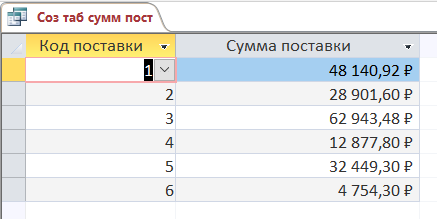 Соз таб сумм пост
Код поставки Сумма поставки
1 48 140,92 ₽
2 28 901,60 ₽
3 62 943,48 ₽
4 12 877,80 ₽
5 32 449,30 ₽
6 4 754,30 ₽